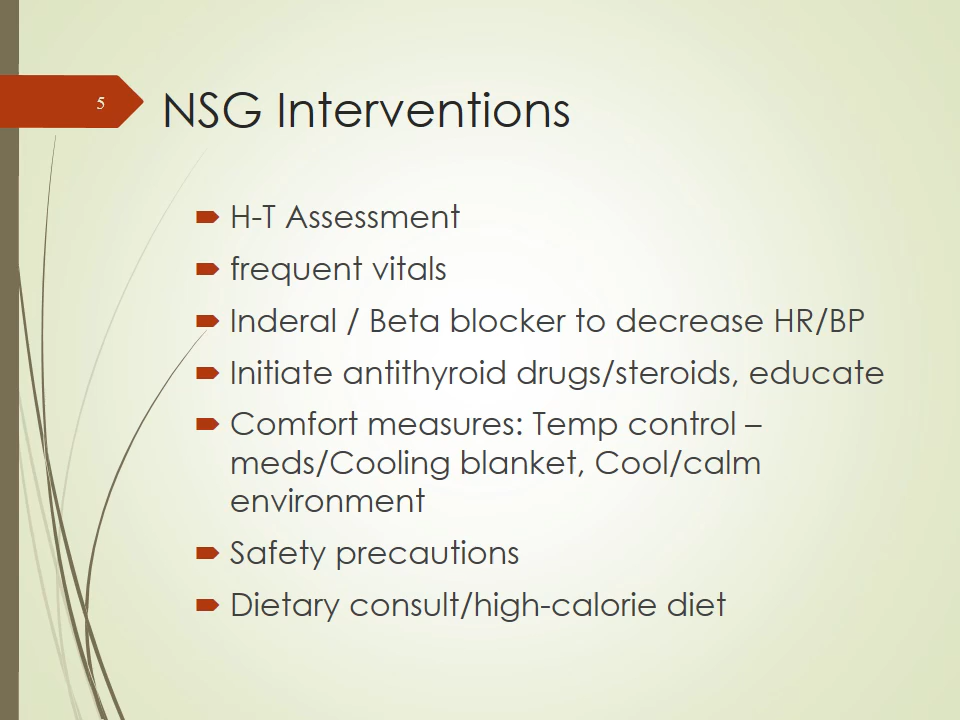 5
NSG Interventions
H-T Assessment
frequent vitals
Inderal / Beta blocker to decrease HR/BP
Initiate antithyroid drugs/steroids, educate
Comfort measures: Temp control –
meds/Cooling blanket, Cool/calm
environment
Safety precautions
Dietary consult/high-calorie diet